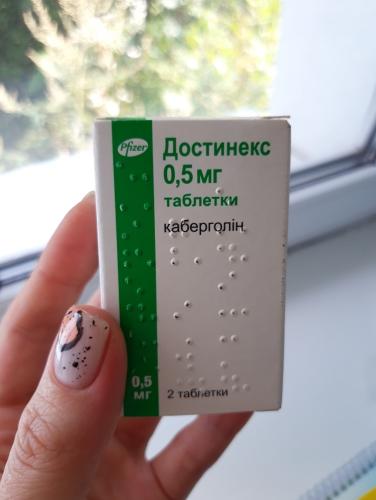 Pfizer
Достинекс
0,5 мг
таблетки
каберголін
0,5
мг
2 таблетки